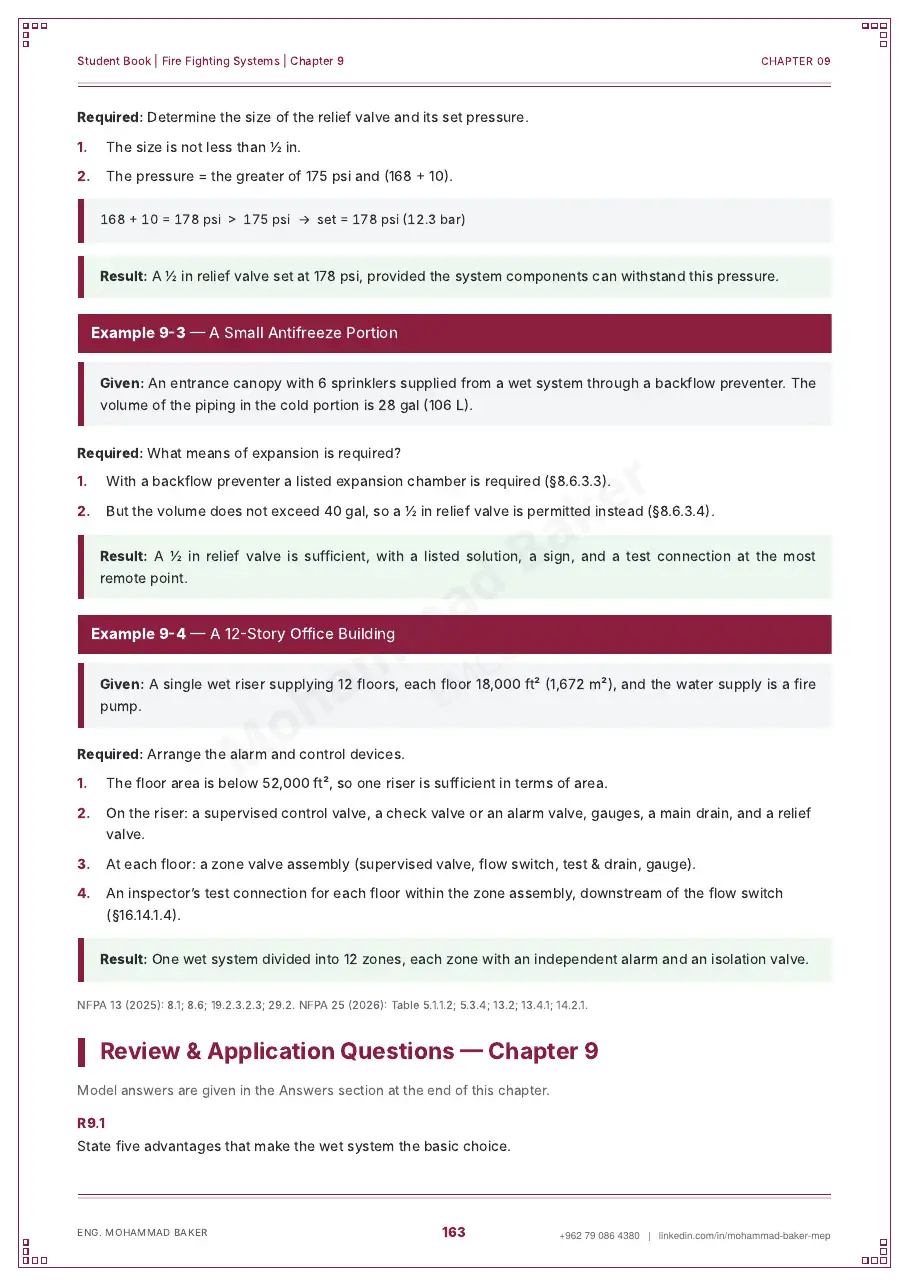 Student Book | Fire Fighting Systems | Chapter 9
CHAPTER 09
Required: Determine the size of the relief valve and its set pressure.
1. The size is not less than ½ in.
2. The pressure = the greater of 175 psi and (168 + 10).
168 + 10 = 178 psi > 175 psi → set = 178 psi (12.3 bar)
Result: A ½ in relief valve set at 178 psi, provided the system components can withstand this pressure.
Example 9-3 — A Small Antifreeze Portion
Given: An entrance canopy with 6 sprinklers supplied from a wet system through a backflow preventer. The
volume of the piping in the cold portion is 28 gal (106 L).
Required: What means of expansion is required?
1. With a backflow preventer a listed expansion chamber is required (§8.6.3.3).
2. But the volume does not exceed 40 gal, so a ½ in relief valve is permitted instead (§8.6.3.4).
Result: A ½ in relief valve is sufficient, with a listed solution, a sign, and a test connection at the most
remote point.
Example 9-4 — A 12-Story Office Building
Given: A single wet riser supplying 12 floors, each floor 18,000 ft² (1,672 m²), and the water supply is a fire
pump.
Required: Arrange the alarm and control devices.
1. The floor area is below 52,000 ft², so one riser is sufficient in terms of area.
2. On the riser: a supervised control valve, a check valve or an alarm valve, gauges, a main drain, and a relief
valve.
3. At each floor: a zone valve assembly (supervised valve, flow switch, test & drain, gauge).
4. An inspector's test connection for each floor within the zone assembly, downstream of the flow switch
(§16.14.1.4).
Result: One wet system divided into 12 zones, each zone with an independent alarm and an isolation valve.
NFPA 13 (2025): 8.1; 8.6; 19.2.3.2.3; 29.2. NFPA 25 (2026): Table 5.1.1.2; 5.3.4; 13.2; 13.4.1; 14.2.1.
Review & Application Questions — Chapter 9
Model answers are given in the Answers section at the end of this chapter.
R9.1
State five advantages that make the wet system the basic choice.
ENG. MOHAMMAD BAKER
163
+962 79 086 4380 | linkedin.com/in/mohammad-baker-mep
Mohammad Baker